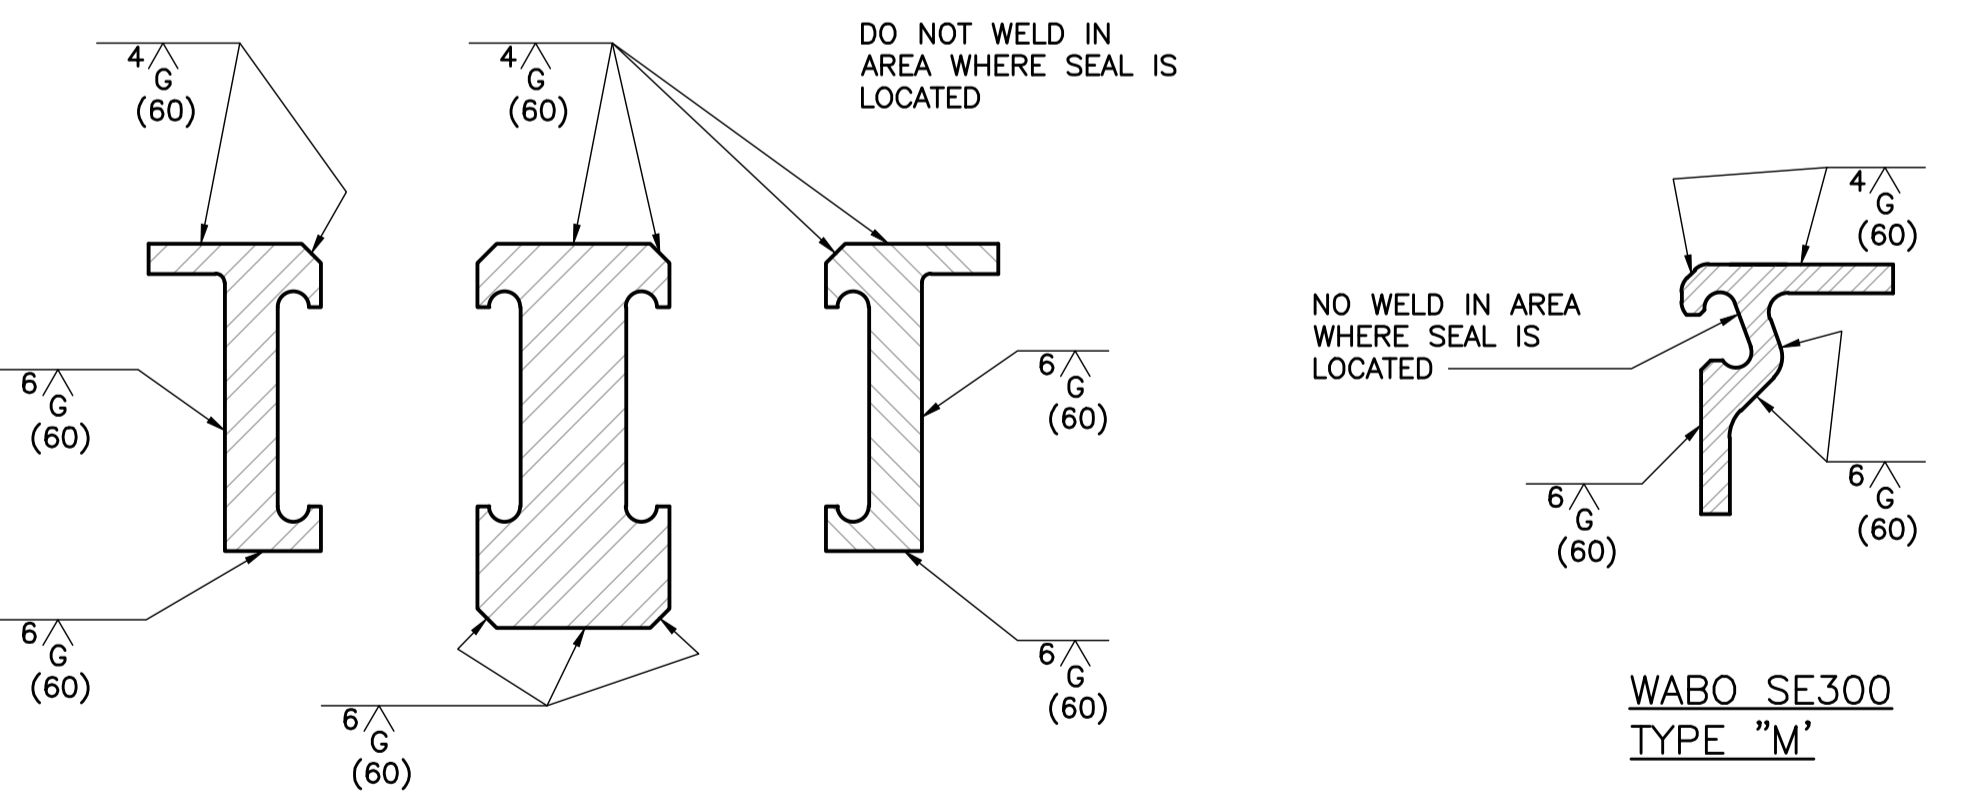 4
G
(60)
4
G
(60)
DO NOT WELD IN
AREA WHERE SEAL IS
LOCATED
4
G
(60)
NO WELD IN AREA
WHERE SEAL IS
LOCATED
6
G
(60)
6
G
(60)
6
G
(60)
6
G
(60)
6
G
(60)
6
G
(60)
6
G
(60)
WABO SE300
TYPE "M'